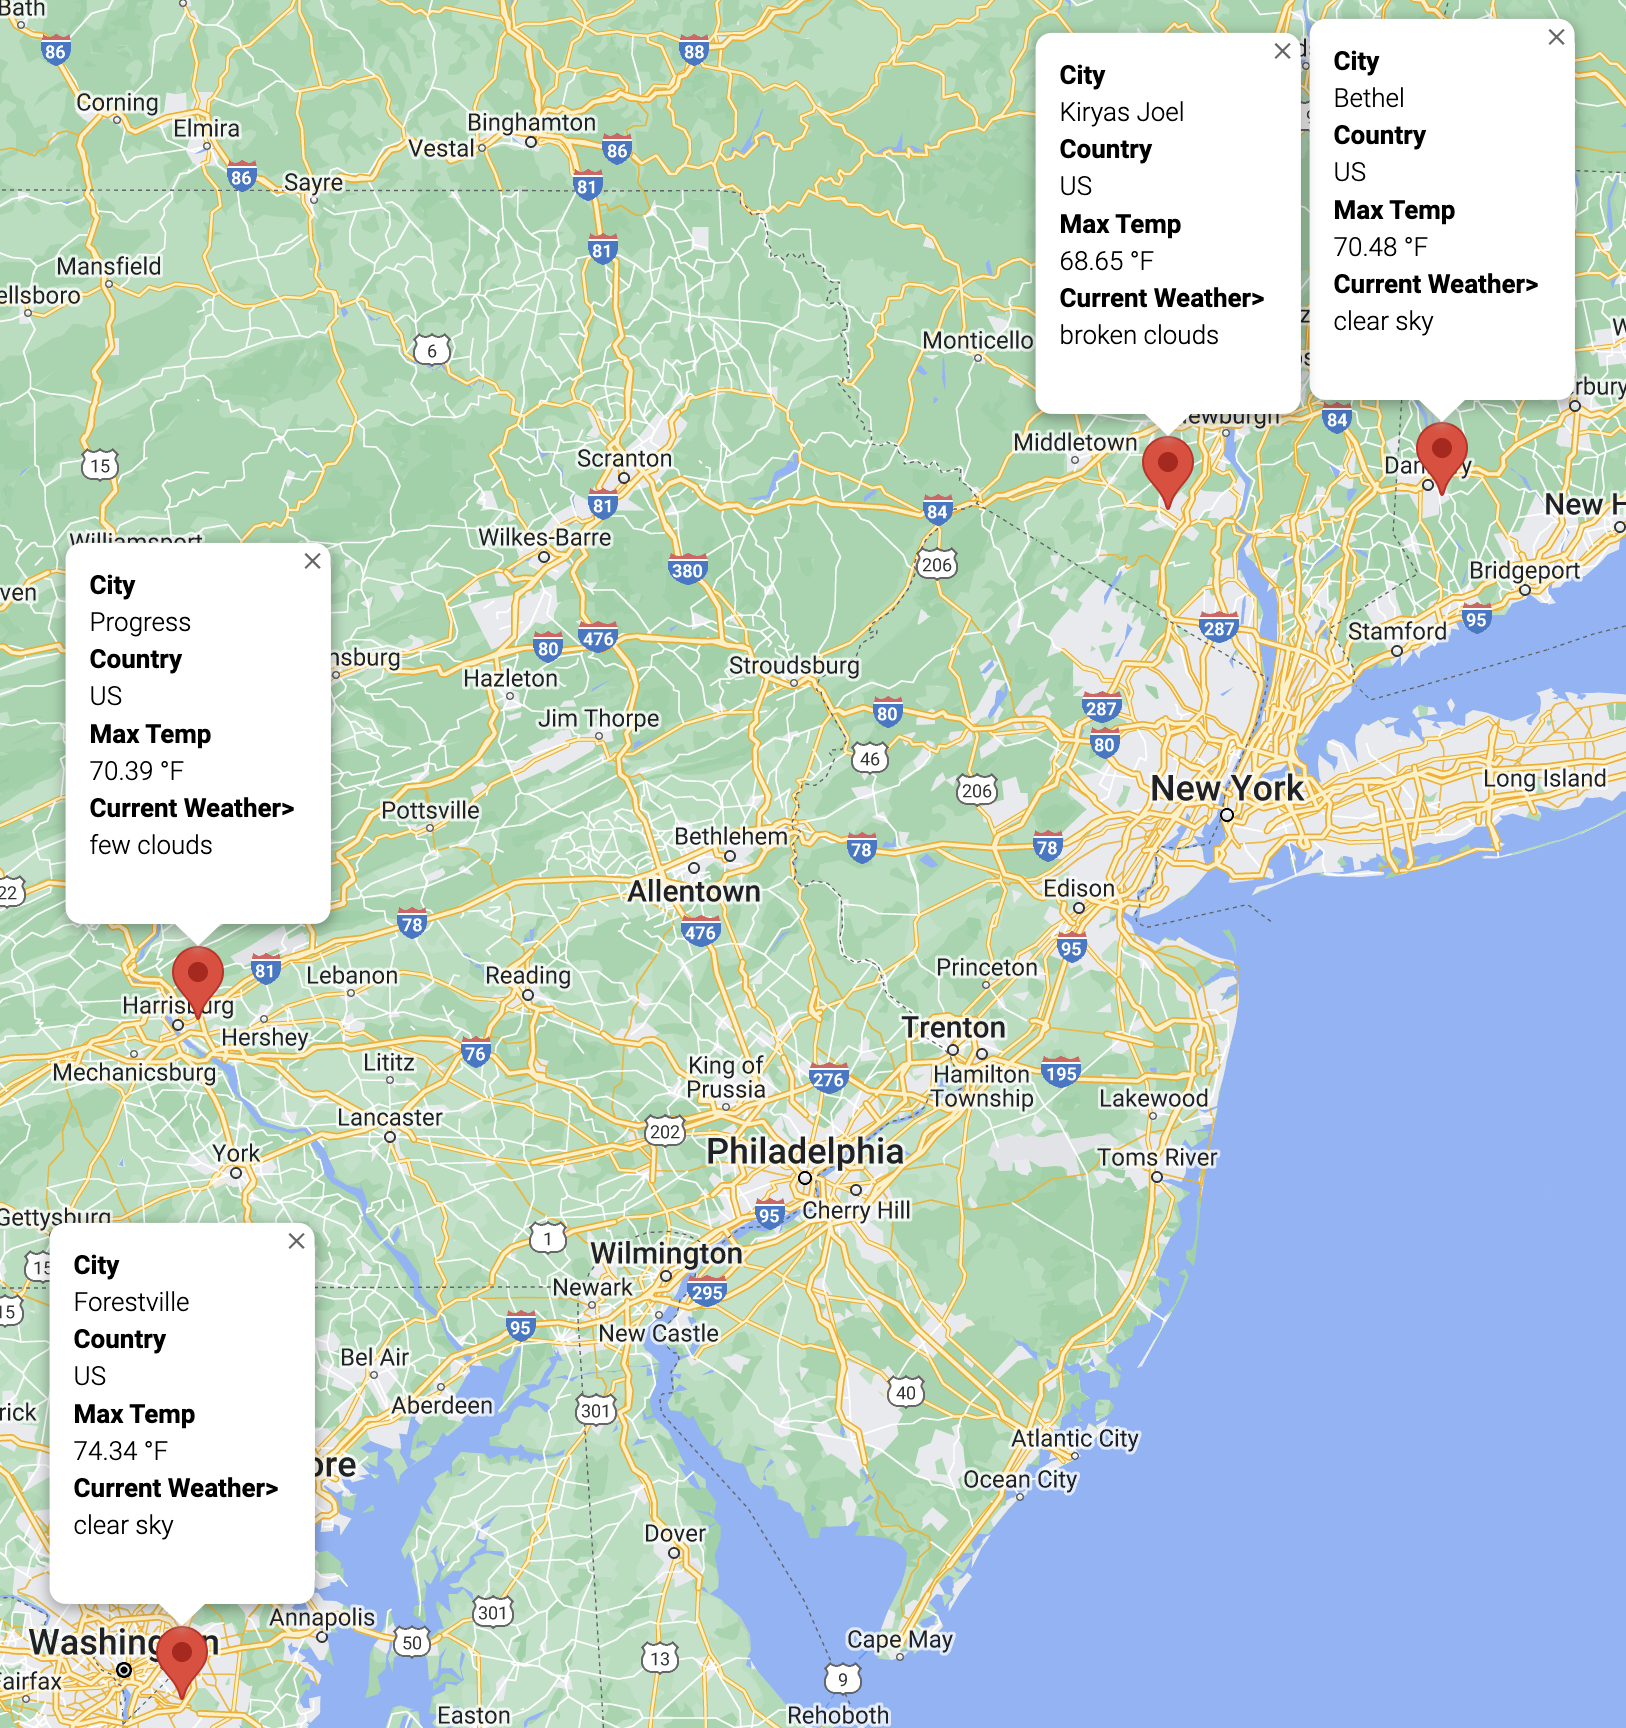 Bath
86
88
Corning
Elmira
Binghamton
Vestal
86
86
81
Sayre
81
Mansfield
ellsboro
6
Monticello
15
Scranton
81
Wilkes-Barre
380
84
206
Middletown
ewburgh
84
rbury
New H
Bridgeport
95
Stamford
287
Williamsport
ven
nsburg
80
476
Hazleton
Stroudsburg
Jim Thorpe
80
287
80
46
206
New York
Long Island
Pottsville
Bethlehem
78
78
Allentown
Edison
22
78
476
95
81
Lebanon
Reading
Princeton
Harrisburg
Hershey
Trenton
Mechanicsburg
76
Lititz
King of
Prussia
276
Hamilton
Township
195
Lakewood
Lancaster
202
York
Philadelphia
Toms River
Cherry Hill
95
Gettysburg
15
15
1
Wilmington
Newark
295
95
New Castle
Bel Air
Aberdeen
301
40
rick
Atlantic City
ore
Ocean City
Dover
301
Annapolis
50
Washington
13
Cape May
9
Fairfax
Easton
Rehoboth
City
Kiryas Joel
Country
US
Max Temp
68.65 °F
Current Weather>
broken clouds
City
Bethel
Country
US
Max Temp
70.48 °F
Current Weather>
clear sky
City
Progress
Country
US
Max Temp
70.39 °F
Current Weather>
few clouds
City
Forestville
Country
US
Max Temp
74.34 °F
Current Weather>
clear sky